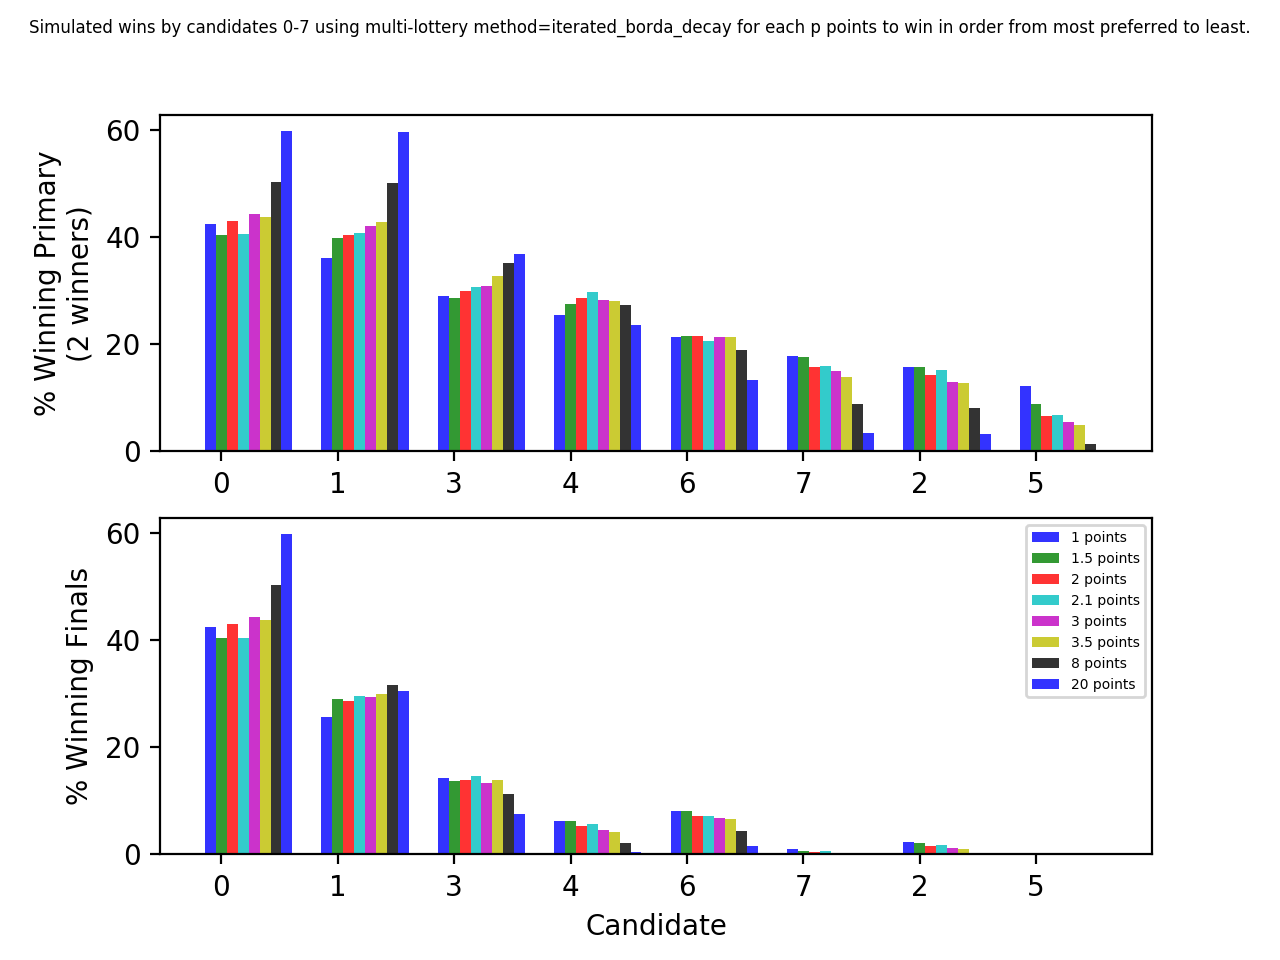 Simulated wins by candidates 0-7 using multi-lottery method=iterated_borda_decay for each p points to win in order from most preferred to least.
% Winning Primary
(2 winners)
60
40
20
0
0 1 3 4 6 7 2 5
% Winning Finals
60
40
20
0
1 points
1.5 points
2 points
2.1 points
3 points
3.5 points
8 points
20 points
0 1 3 4 6 7 2 5
Candidate